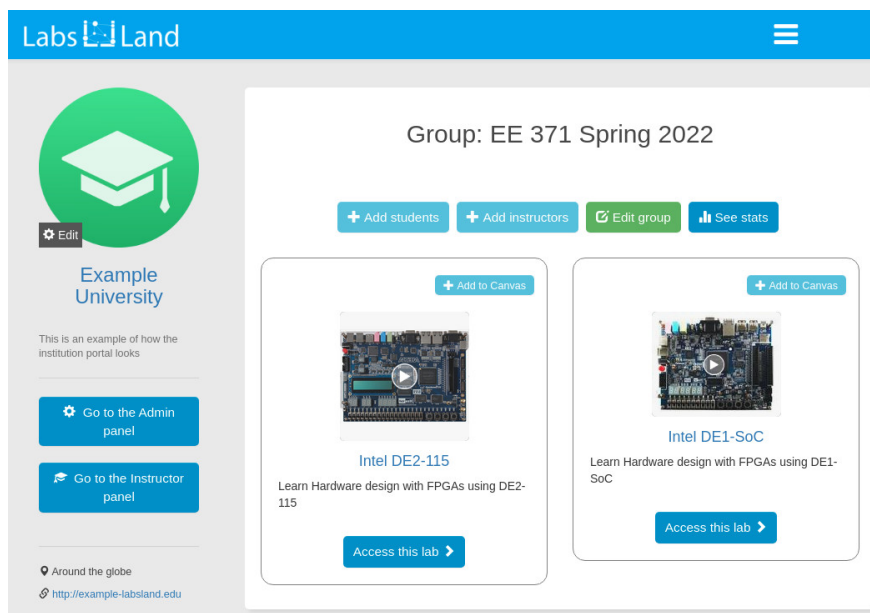 Labs Land
Group: EE 371 Spring 2022
Add students
Add instructors
Edit group
See stats
Edit
Example
University
This is an example of how the
institution portal looks
Go to the Admin
panel
Go to the Instructor
panel
Around the globe
http://example-labsland.edu
Add to Canvas
Intel DE2-115
Learn Hardware design with FPGAs using DE2-
115
Access this lab
Add to Canvas
Intel DE1-SoC
Learn Hardware design with FPGAs using DE1-
SoC
Access this lab